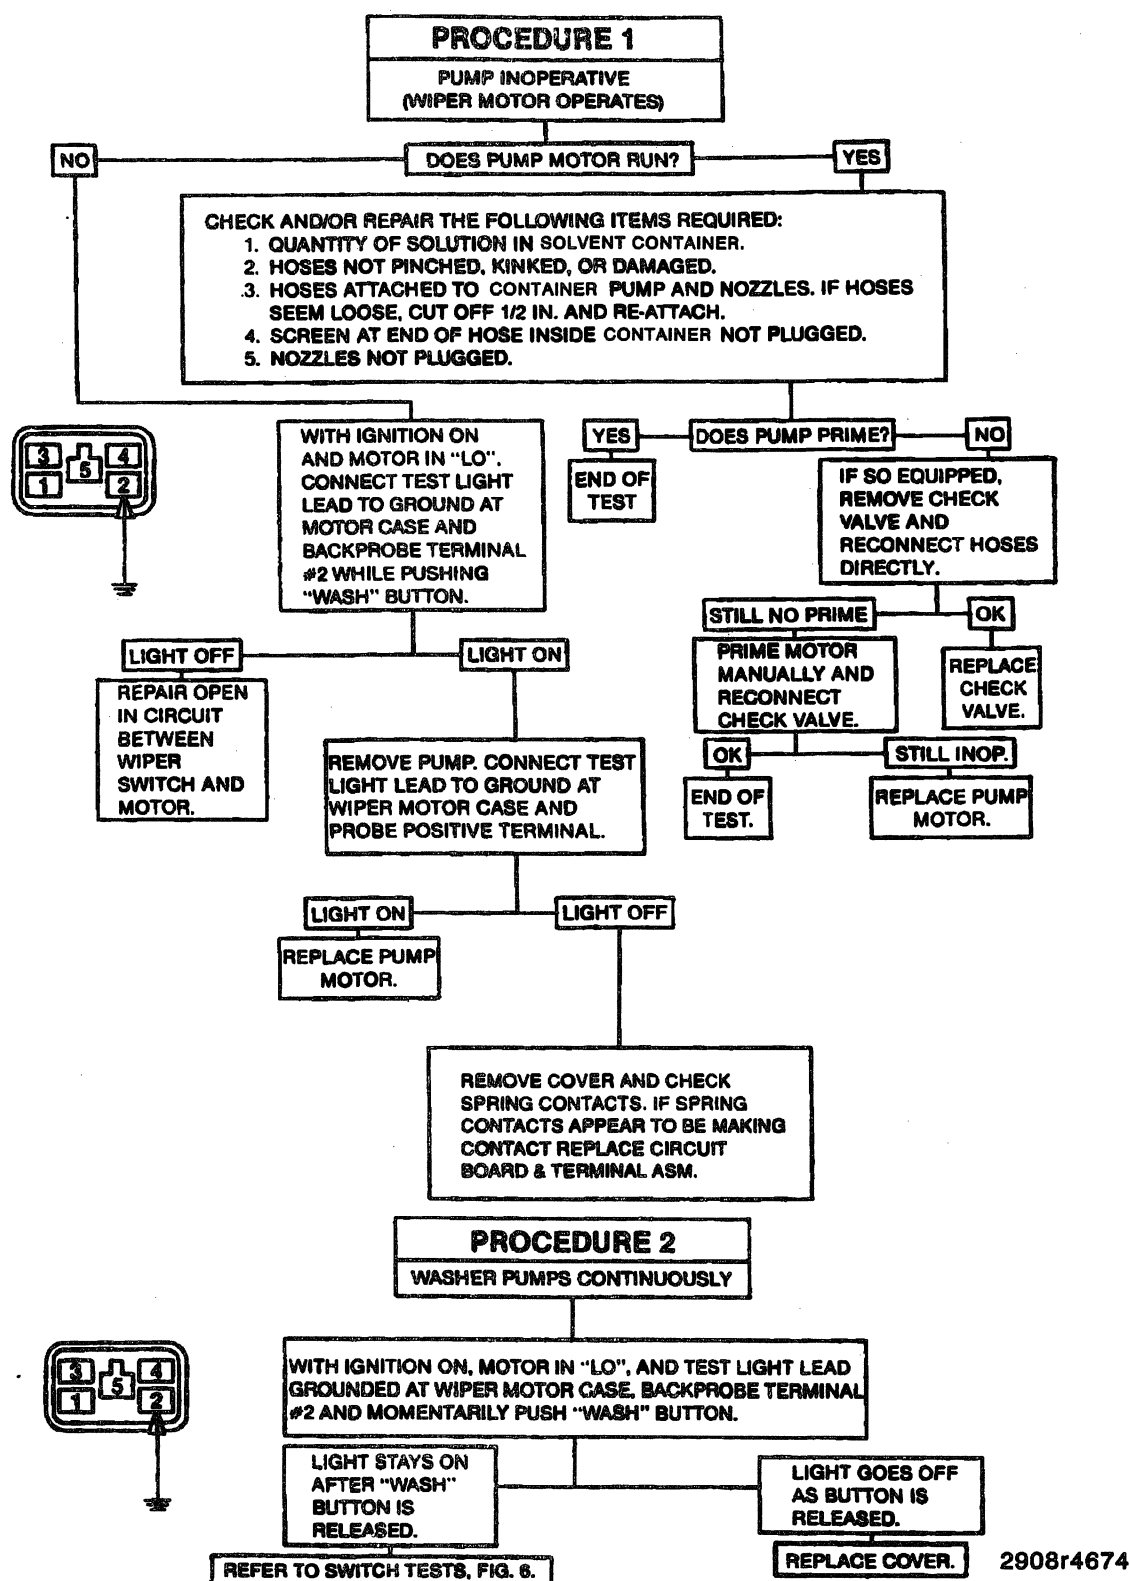 PROCEDURE 1
PUMP INOPERATIVE
(WIPER MOTOR OPERATES)
NO
DOES PUMP MOTOR RUN?
YES
CHECK AND/OR REPAIR THE FOLLOWING ITEMS REQUIRED:
1. QUANTITY OF SOLUTION IN SOLVENT CONTAINER.
2. HOSES NOT PINCHED, KINKED, OR DAMAGED.
3. HOSES ATTACHED TO CONTAINER PUMP AND NOZZLES. IF HOSES
SEEM LOOSE, CUT OFF 1/2 IN. AND RE-ATTACH.
4. SCREEN AT END OF HOSE INSIDE CONTAINER NOT PLUGGED.
5. NOZZLES NOT PLUGGED.
3 5 4
1 2
WITH IGNITION ON
AND MOTOR IN "LO",
CONNECT TEST LIGHT
LEAD TO GROUND AT
MOTOR CASE AND
BACKPROBE TERMINAL
#2 WHILE PUSHING
"WASH" BUTTON.
YES
DOES PUMP PRIME?
NO
END OF
TEST
IF SO EQUIPPED,
REMOVE CHECK
VALVE AND
RECONNECT HOSES
DIRECTLY.
STILL NO PRIME
OK
PRIME MOTOR
MANUALLY AND
RECONNECT
CHECK VALVE.
REPLACE
CHECK
VALVE.
OK
STILL INOP.
END OF
TEST.
REPLACE PUMP
MOTOR.
LIGHT OFF
LIGHT ON
REPAIR OPEN
IN CIRCUIT
BETWEEN
WIPER
SWITCH AND
MOTOR.
REMOVE PUMP. CONNECT TEST
LIGHT LEAD TO GROUND AT
WIPER MOTOR CASE AND
PROBE POSITIVE TERMINAL.
LIGHT ON
LIGHT OFF
REPLACE PUMP
MOTOR.
REMOVE COVER AND CHECK
SPRING CONTACTS. IF SPRING
CONTACTS APPEAR TO BE MAKING
CONTACT REPLACE CIRCUIT
BOARD & TERMINAL ASM.
PROCEDURE 2
WASHER PUMPS CONTINUOUSLY
3 5 4
1 2
WITH IGNITION ON, MOTOR IN "LO", AND TEST LIGHT LEAD
GROUNDED AT WIPER MOTOR CASE, BACKPROBE TERMINAL
#2 AND MOMENTARILY PUSH "WASH" BUTTON.
LIGHT STAYS ON
AFTER "WASH"
BUTTON IS
RELEASED.
LIGHT GOES OFF
AS BUTTON IS
RELEASED.
REFER TO SWITCH TESTS, FIG. 6.
REPLACE COVER.
2908r4674